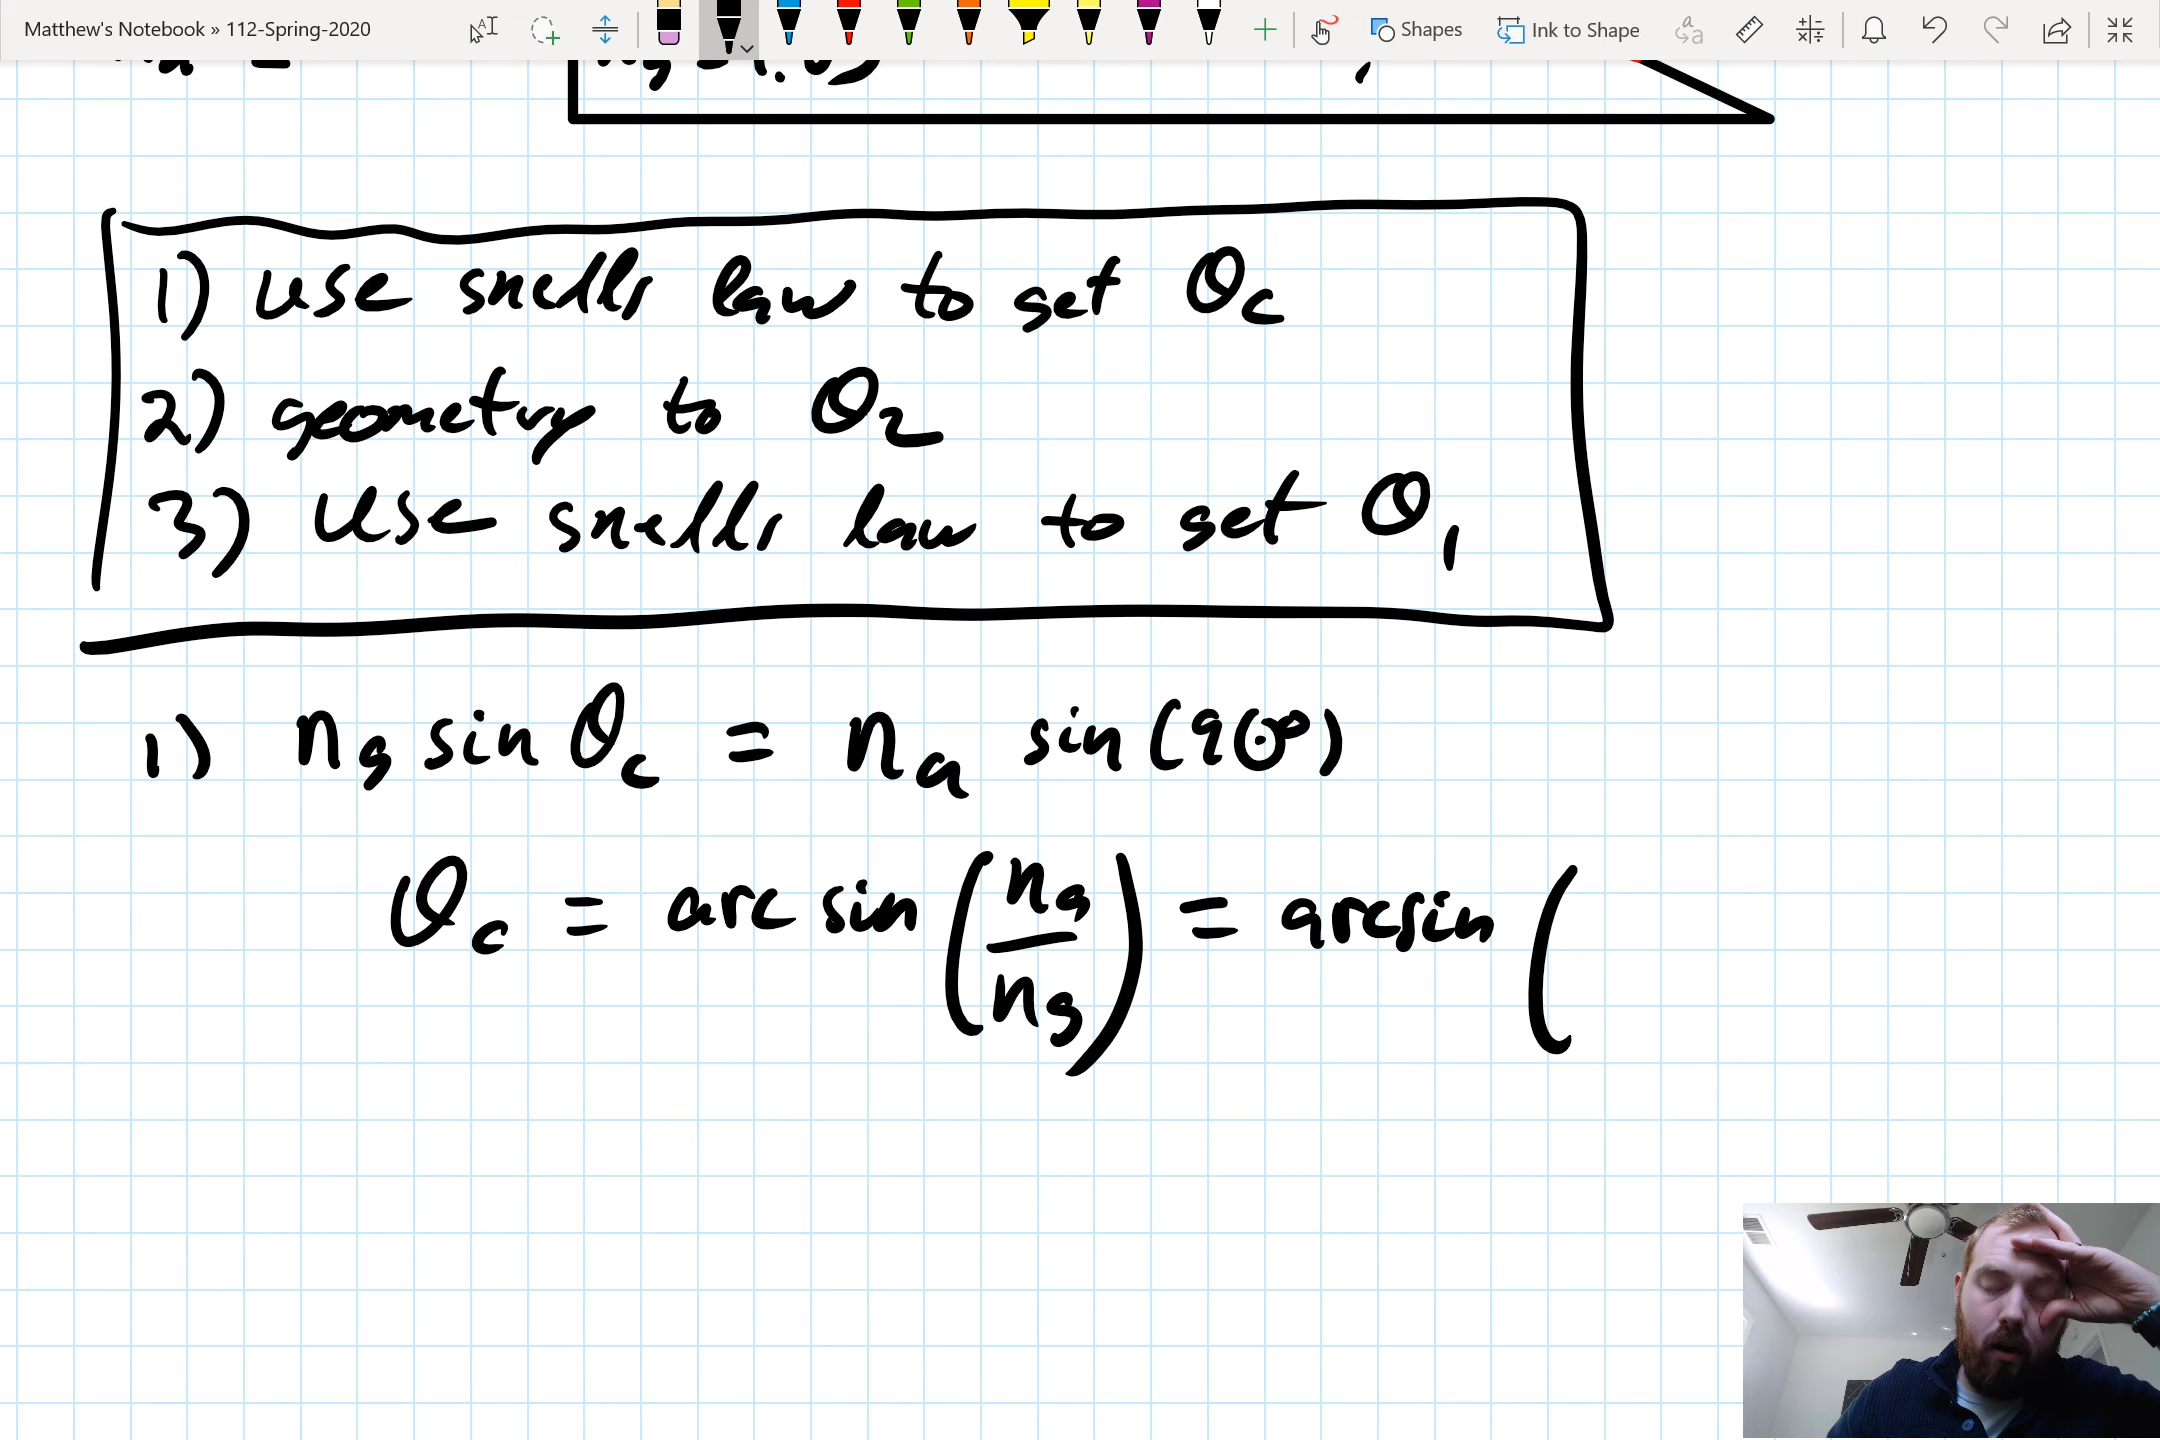 Matthew's Notebook » 112-Spring-2020
Shapes
Ink to Shape
1) use snells law to get θc
2) geometry to θ2
3) use snells law to get θ1
1) ng sin θc = na sin(90°)
θc = arc sin (na/ng) = arcsin (